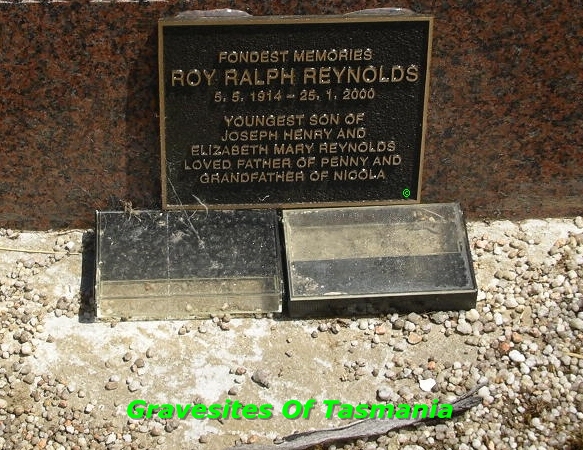 FONDEST MEMORIES
ROY RALPH REYNOLDS
5. 5. 1914 – 25. 1. 2000
YOUNGEST SON OF
JOSEPH HENRY AND
ELIZABETH MARY REYNOLDS
LOVED FATHER OF PENNY AND
GRANDFATHER OF NICOLA
©
Gravesites Of Tasmania